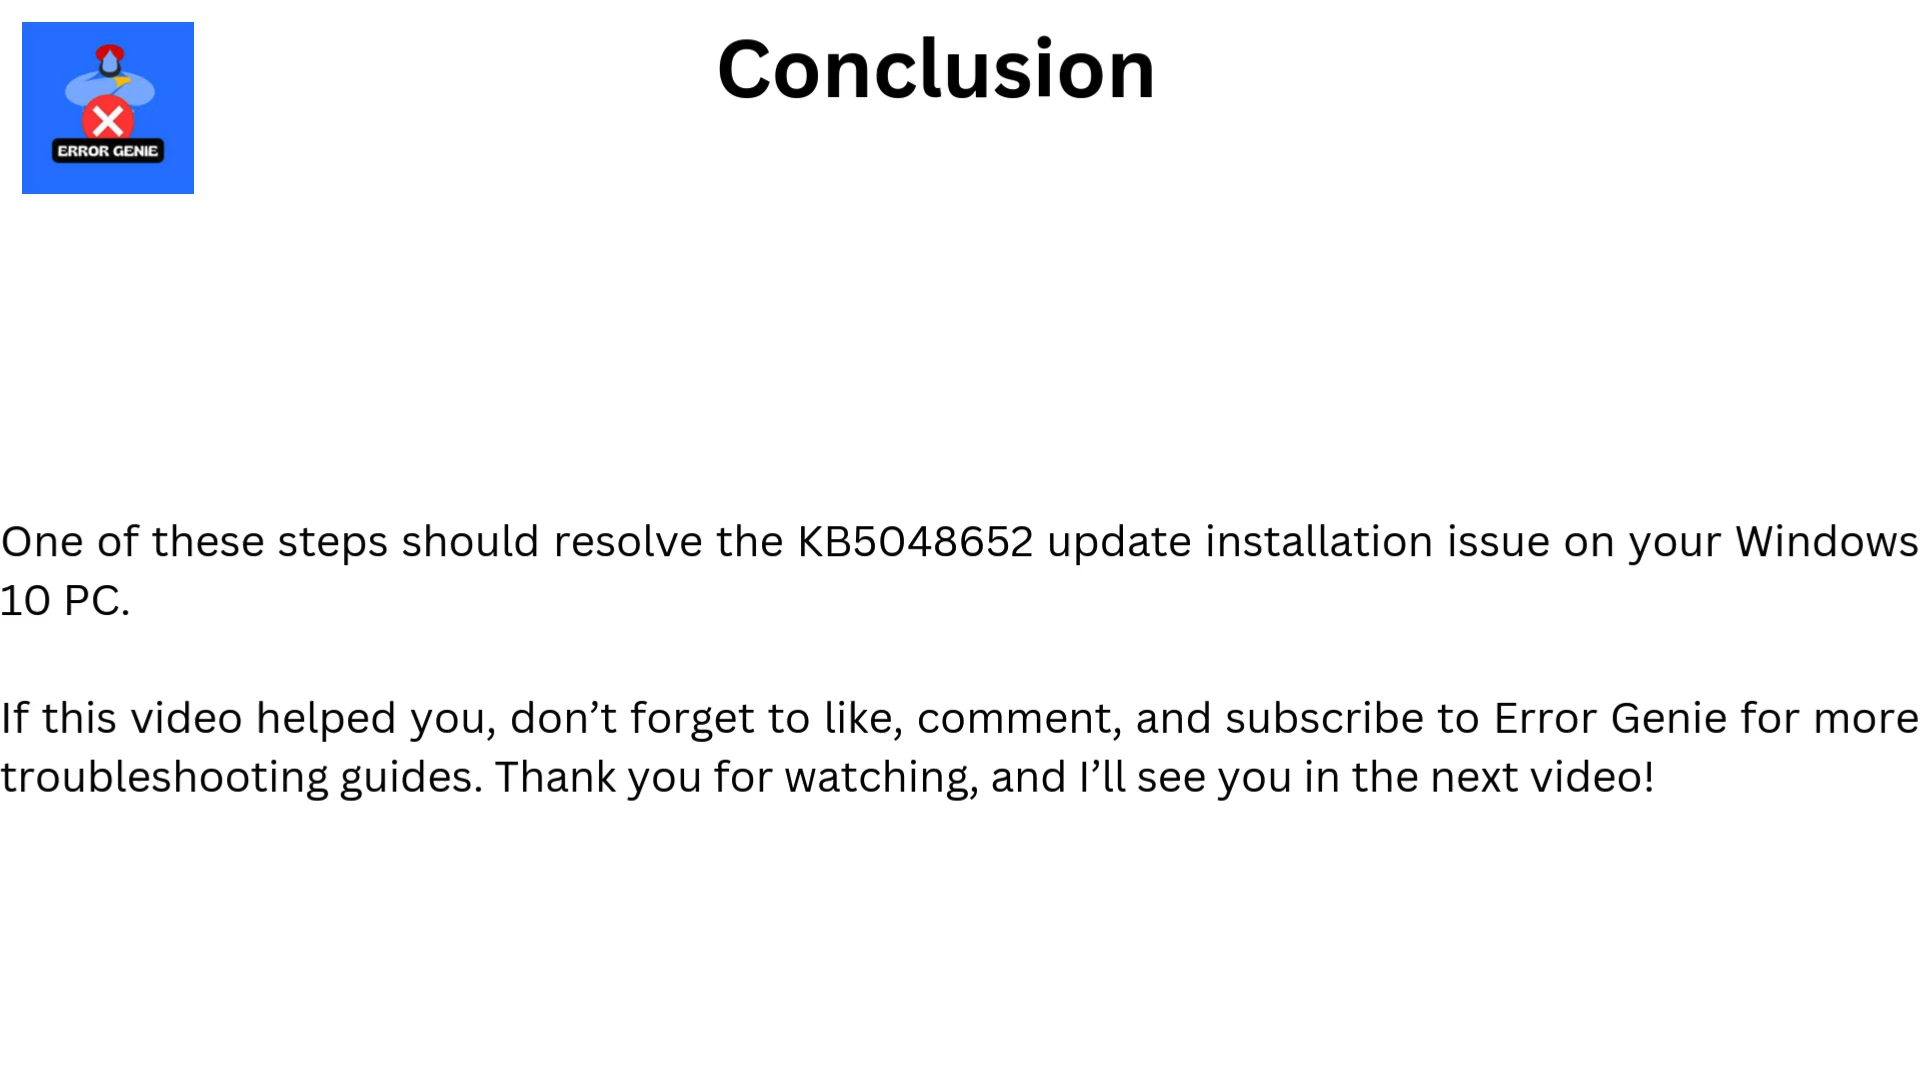 Conclusion
ERROR GENIE
One of these steps should resolve the KB5048652 update installation issue on your Windows
10 PC.
If this video helped you, don’t forget to like, comment, and subscribe to Error Genie for more
troubleshooting guides. Thank you for watching, and I’ll see you in the next video!